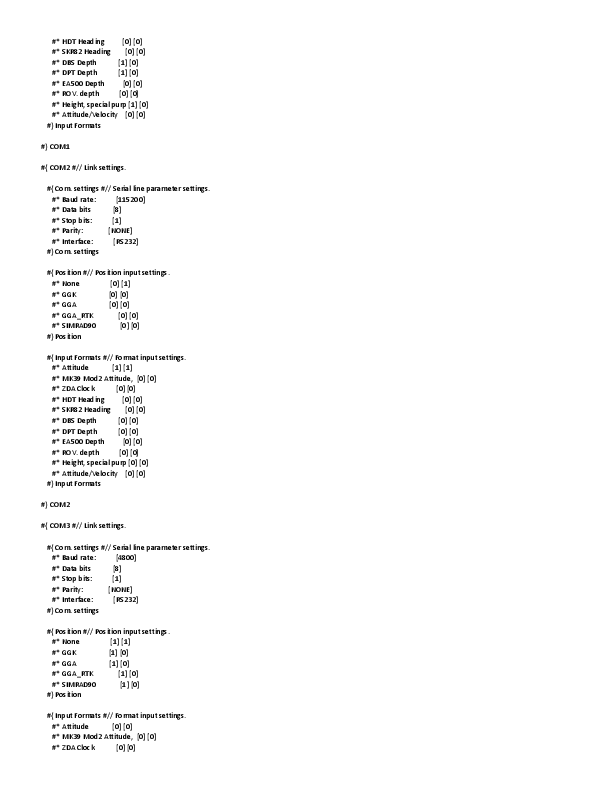 #* HDT Heading [0] [0]
#* SKR82 Heading [0] [0]
#* DBS Depth [1] [0]
#* DPT Depth [1] [0]
#* EA500 Depth [0] [0]
#* ROV. depth [0] [0]
#* Height, special purp [1] [0]
#* Attitude/Velocity [0] [0]
#} Input Formats
#} COM1
#{ COM2 #// Link settings.
#{ Com. settings #// Serial line parameter settings.
#* Baud rate: [115200]
#* Data bits [8]
#* Stop bits: [1]
#* Parity: [NONE]
#* Interface: [RS232]
#} Com. settings
#{ Position #// Position input settings.
#* None [0] [1]
#* GGK [0] [0]
#* GGA [0] [0]
#* GGA_RTK [0] [0]
#* SIMRAD90 [0] [0]
#} Position
#{ Input Formats #// Format input settings.
#* Attitude [1] [1]
#* MK39 Mod2 Attitude, [0] [0]
#* ZDA Clock [0] [0]
#* HDT Heading [0] [0]
#* SKR82 Heading [0] [0]
#* DBS Depth [0] [0]
#* DPT Depth [0] [0]
#* EA500 Depth [0] [0]
#* ROV. depth [0] [0]
#* Height, special purp [0] [0]
#* Attitude/Velocity [0] [0]
#} Input Formats
#} COM2
#{ COM3 #// Link settings.
#{ Com. settings #// Serial line parameter settings.
#* Baud rate: [4800]
#* Data bits [8]
#* Stop bits: [1]
#* Parity: [NONE]
#* Interface: [RS232]
#} Com. settings
#{ Position #// Position input settings.
#* None [1] [1]
#* GGK [1] [0]
#* GGA [1] [0]
#* GGA_RTK [1] [0]
#* SIMRAD90 [1] [0]
#} Position
#{ Input Formats #// Format input settings.
#* Attitude [0] [0]
#* MK39 Mod2 Attitude, [0] [0]
#* ZDA Clock [0] [0]